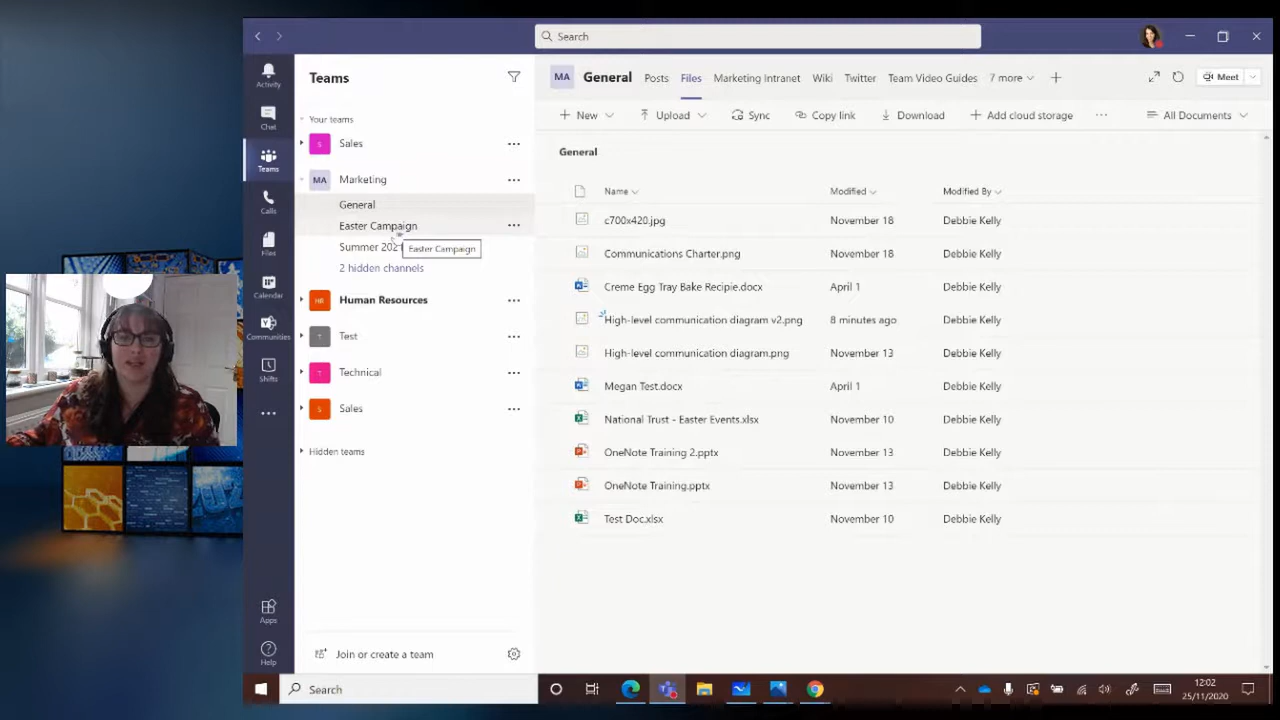 Search
Activity
Chat
Teams
Calls
Files
Calendar
Communities
Shifts
Apps
Help
Teams
Your teams
S Sales
MA Marketing
General
Easter Campaign
Summer 202
Easter Campaign
2 hidden channels
HR Human Resources
T Test
T Technical
S Sales
Hidden teams
Join or create a team
MA General Posts Files Marketing Intranet Wiki Twitter Team Video Guides 7 more Meet
New Upload Sync Copy link Download Add cloud storage All Documents
General
Name Modified Modified By
c700x420.jpg November 18 Debbie Kelly
Communications Charter.png November 18 Debbie Kelly
Creme Egg Tray Bake Recipie.docx April 1 Debbie Kelly
High-level communication diagram v2.png 8 minutes ago Debbie Kelly
High-level communication diagram.png November 13 Debbie Kelly
Megan Test.docx April 1 Debbie Kelly
National Trust - Easter Events.xlsx November 10 Debbie Kelly
OneNote Training 2.pptx November 13 Debbie Kelly
OneNote Training.pptx November 13 Debbie Kelly
Test Doc.xlsx November 10 Debbie Kelly
Search
12:02
25/11/2020